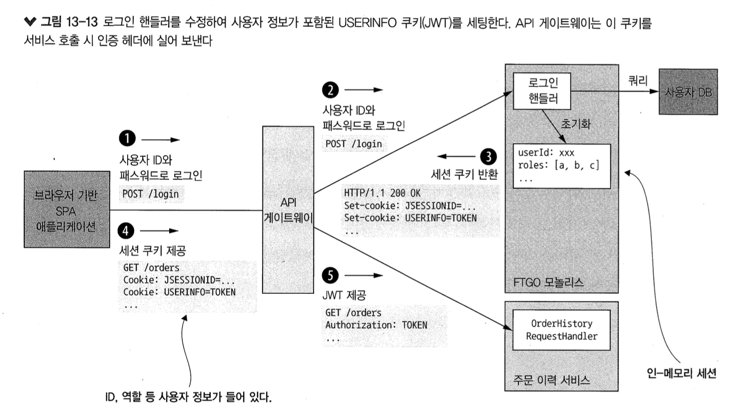 그림 13-13 로그인 핸들러를 수정하여 사용자 정보가 포함된 USERINFO 쿠키(JWT)를 세팅한다. API 게이트웨이는 이 쿠키를
서비스 호출 시 인증 헤더에 실어 보낸다
2
사용자 ID와
패스워드로 로그인
POST /login
로그인
핸들러
쿼리
사용자 DB
초기화
userId: xxx
roles: [a, b, c]
...
1
사용자 ID와
패스워드로 로그인
POST /login
3
세션 쿠키 반환
HTTP/1.1 200 OK
Set-cookie: JSESSIONID=...
Set-cookie: USERINFO=TOKEN
...
브라우저 기반
SPA
애플리케이션
API
게이트웨이
4
세션 쿠키 제공
GET /orders
Cookie: JSESSIONID=...
Cookie: USERINFO=TOKEN
...
FTGO 모놀리스
5
JWT 제공
GET /orders
Authorization: TOKEN
...
OrderHistory
RequestHandler
주문 이력 서비스
인-메모리 세션
ID, 역할 등 사용자 정보가 들어 있다.